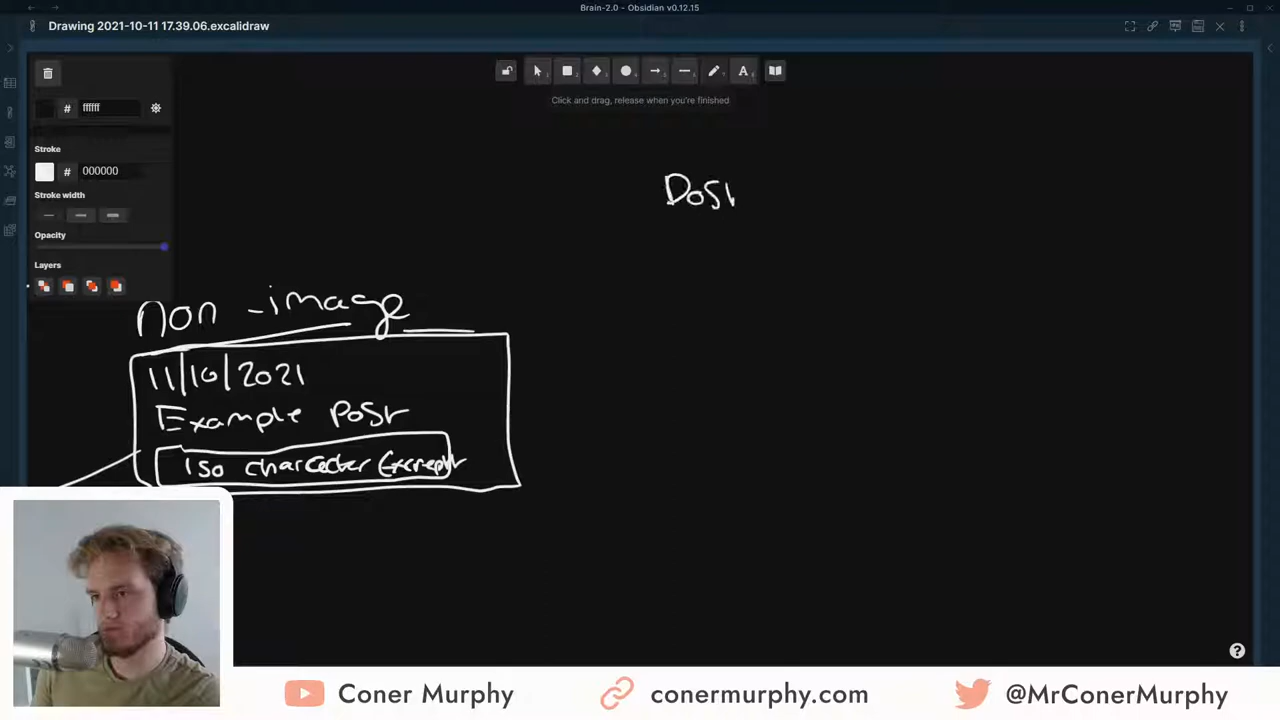 Brain-2.0 - Obsidian v0.12.15
Drawing 2021-10-11 17.39.06.excalidraw
# ffffff
Click and drag, release when you're finished
Stroke
# 000000
Stroke width
Opacity
Layers
Post
non-image
11/10/2021
Example Post
150 character Excerpt
Coner Murphy
conermurphy.com
@MrConerMurphy